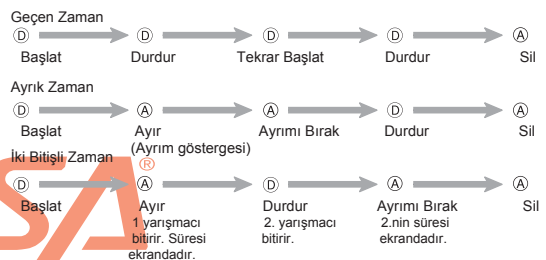 Geçen Zaman
D D D D A
Başlat Durdur Tekrar Başlat Durdur Sil
Ayrık Zaman
D A A D A
Başlat Ayır Ayrımı Bırak Durdur Sil
(Ayrım göstergesi)
İki Bitişli Zaman
®
D A D A A
Başlat Ayır Durdur Ayrımı Bırak Sil
1 yarışmacı 2. yarışmacı 2.nin süresi
bitirir. Süresi bitirir. ekrandadır.
ekrandadır.
SA